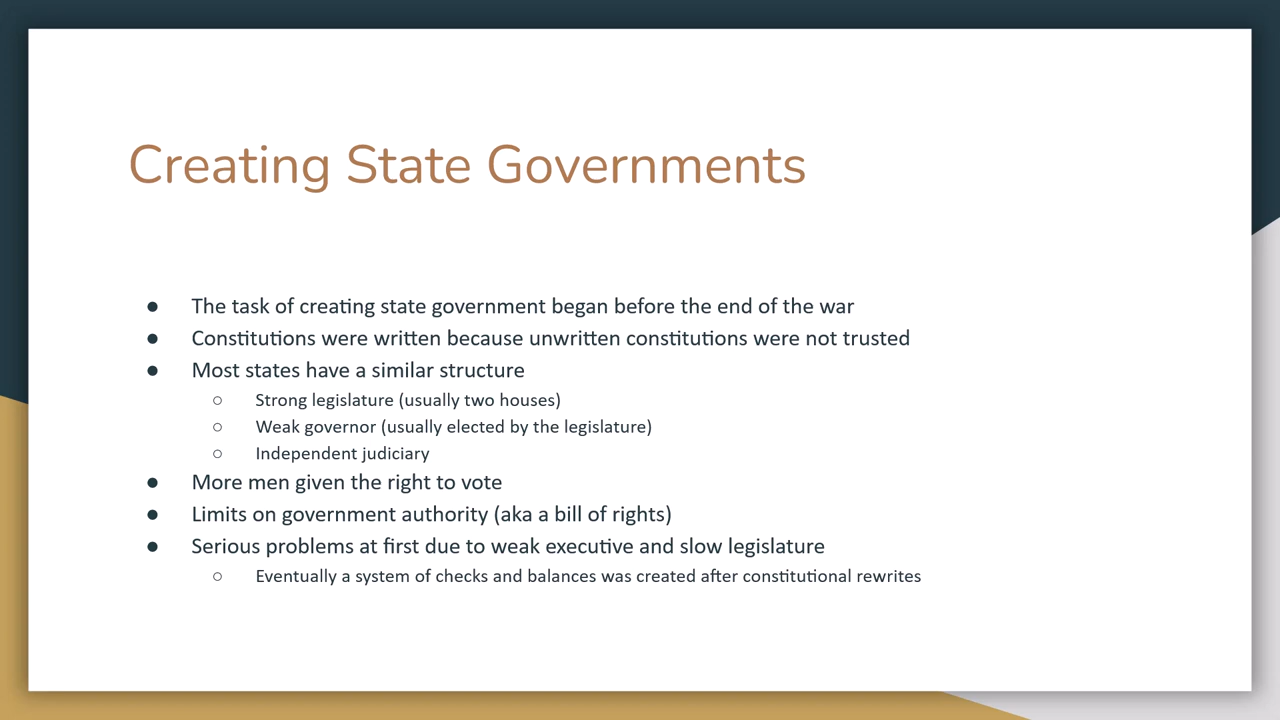 Creating State Governments
● The task of creating state government began before the end of the war
● Constitutions were written because unwritten constitutions were not trusted
● Most states have a similar structure
○ Strong legislature (usually two houses)
○ Weak governor (usually elected by the legislature)
○ Independent judiciary
● More men given the right to vote
● Limits on government authority (aka a bill of rights)
● Serious problems at first due to weak executive and slow legislature
○ Eventually a system of checks and balances was created after constitutional rewrites